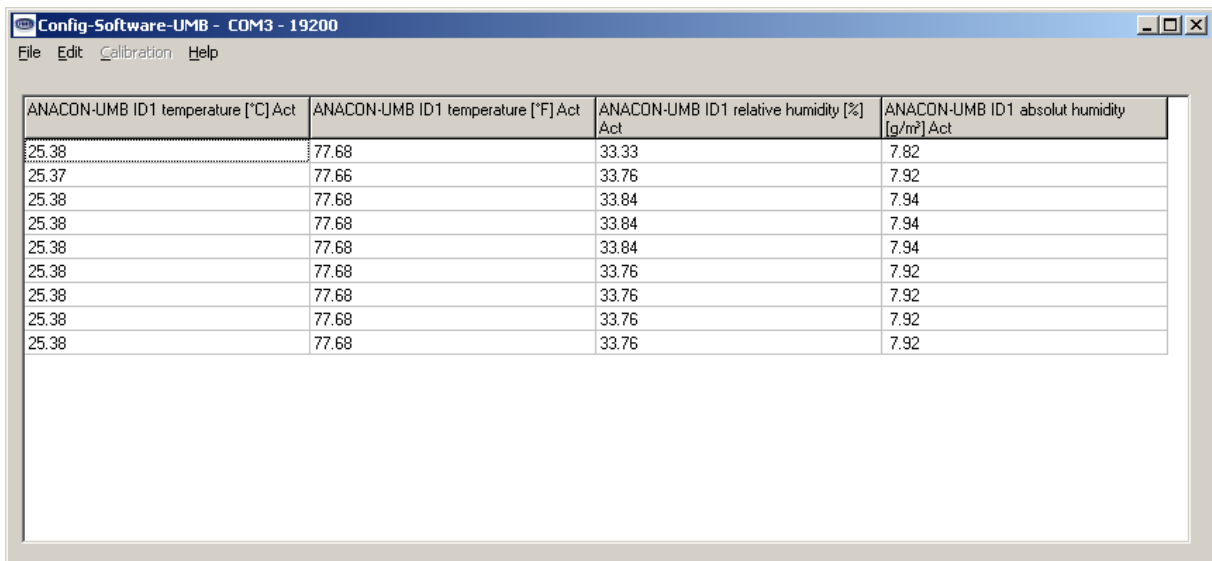 Config-Software-UMB - COM3 - 19200
File Edit Calibration Help
ANACON-UMB ID1 temperature [°C] Act ANACON-UMB ID1 temperature [°F] Act ANACON-UMB ID1 relative humidity [%] Act ANACON-UMB ID1 absolut humidity [g/m³] Act
25.38 77.68 33.33 7.82
25.37 77.66 33.76 7.92
25.38 77.68 33.84 7.94
25.38 77.68 33.84 7.94
25.38 77.68 33.84 7.94
25.38 77.68 33.76 7.92
25.38 77.68 33.76 7.92
25.38 77.68 33.76 7.92
25.38 77.68 33.76 7.92